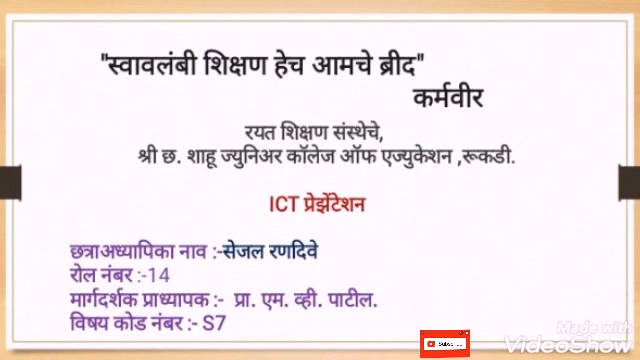 "स्वावलंबी शिक्षण हेच आमचे ब्रीद"
कर्मवीर
रयत शिक्षण संस्थेचे,
श्री छ. शाहू ज्युनिअर कॉलेज ऑफ एज्युकेशन ,रूकडी.
ICT प्रेझेंटेशन
छत्राअध्यापिका नाव :-सेजल रणदिवे
रोल नंबर :-14
मार्गदर्शक प्राध्यापक :- प्रा. एम. व्ही. पाटील.
विषय कोड नंबर :- S7
Made with
VideoShow